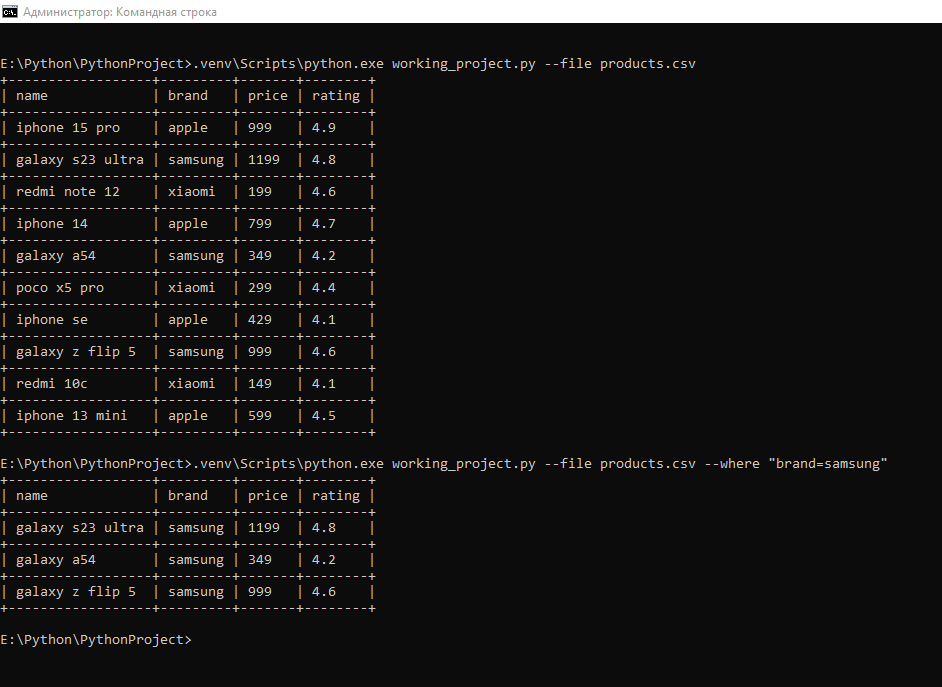 Администратор: Командная строка
E:\Python\PythonProject>.venv\Scripts\python.exe working_project.py --file products.csv
+------------------+---------+-------+--------+
| name             | brand   | price | rating |
+------------------+---------+-------+--------+
| iphone 15 pro    | apple   | 999   | 4.9    |
+------------------+---------+-------+--------+
| galaxy s23 ultra | samsung | 1199  | 4.8    |
+------------------+---------+-------+--------+
| redmi note 12    | xiaomi  | 199   | 4.6    |
+------------------+---------+-------+--------+
| iphone 14        | apple   | 799   | 4.7    |
+------------------+---------+-------+--------+
| galaxy a54       | samsung | 349   | 4.2    |
+------------------+---------+-------+--------+
| poco x5 pro      | xiaomi  | 299   | 4.4    |
+------------------+---------+-------+--------+
| iphone se        | apple   | 429   | 4.1    |
+------------------+---------+-------+--------+
| galaxy z flip 5  | samsung | 999   | 4.6    |
+------------------+---------+-------+--------+
| redmi 10c        | xiaomi  | 149   | 4.1    |
+------------------+---------+-------+--------+
| iphone 13 mini   | apple   | 599   | 4.5    |
+------------------+---------+-------+--------+
E:\Python\PythonProject>.venv\Scripts\python.exe working_project.py --file products.csv --where "brand=samsung"
+------------------+---------+-------+--------+
| name             | brand   | price | rating |
+------------------+---------+-------+--------+
| galaxy s23 ultra | samsung | 1199  | 4.8    |
+------------------+---------+-------+--------+
| galaxy a54       | samsung | 349   | 4.2    |
+------------------+---------+-------+--------+
| galaxy z flip 5  | samsung | 999   | 4.6    |
+------------------+---------+-------+--------+
E:\Python\PythonProject>